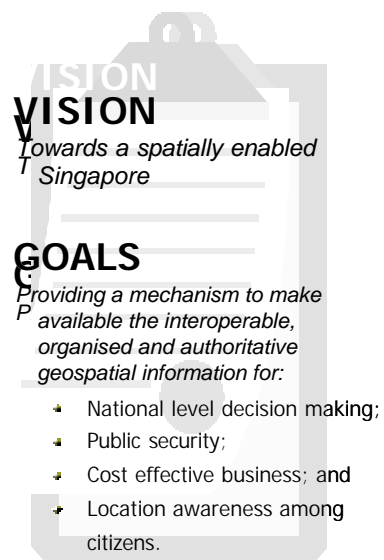 VISION
Towards a spatially enabled
Singapore
GOALS
Providing a mechanism to make
available the interoperable,
organised and authoritative
geospatial information for:
National level decision making;
Public security;
Cost effective business; and
Location awareness among
citizens.